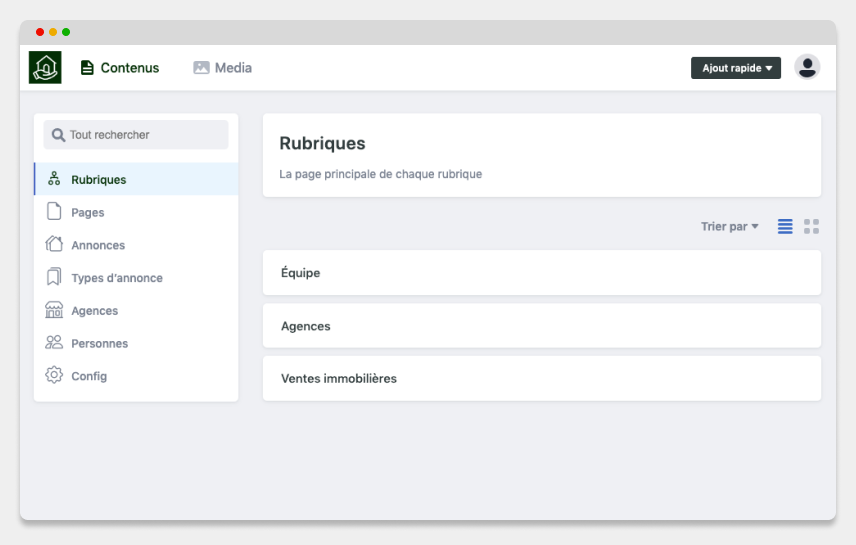 Contenus
Media
Ajout rapide
Tout rechercher
Rubriques
Pages
Annonces
Types d’annonce
Agences
Personnes
Config
Rubriques
La page principale de chaque rubrique
Trier par
Équipe
Agences
Ventes immobilières